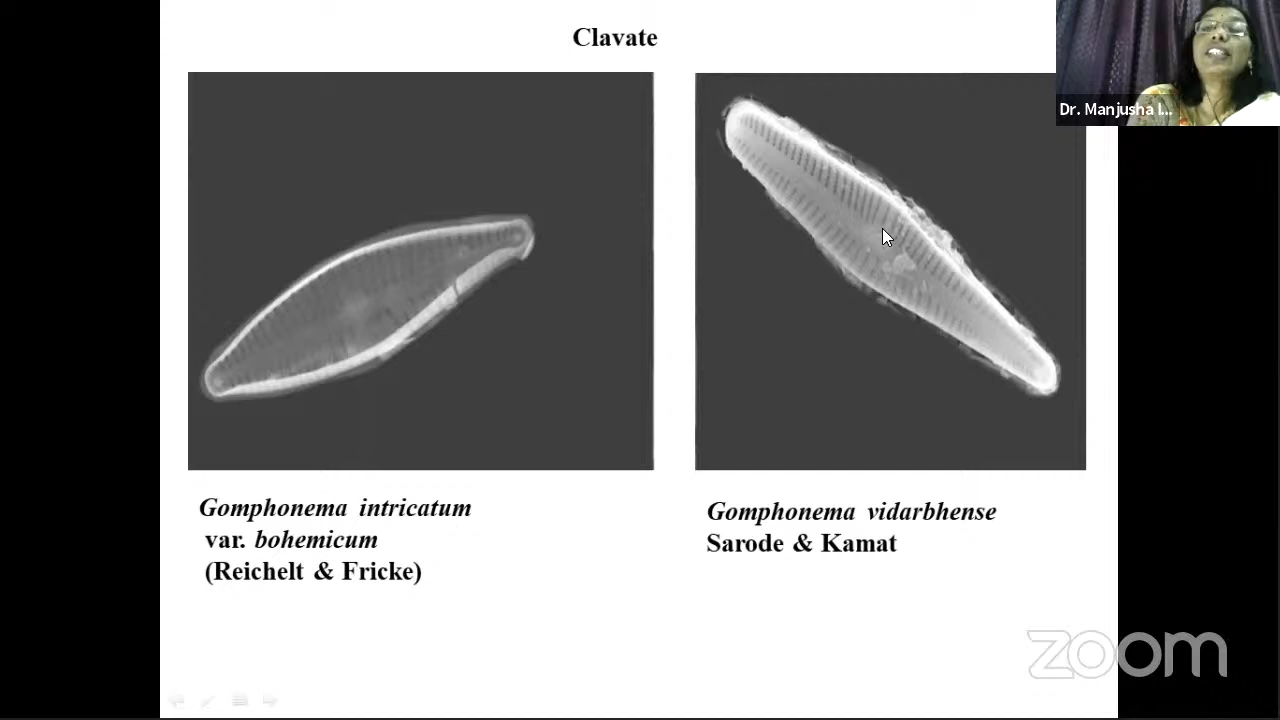 Clavate
Dr. Manjusha I...
Gomphonema intricatum
var. bohemicum
(Reichelt & Fricke)
Gomphonema vidarbhense
Sarode & Kamat
zoom